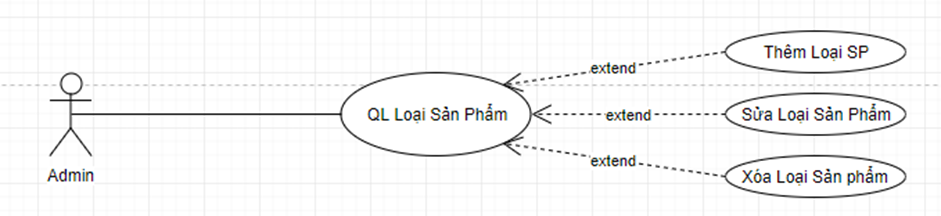 Thêm Loại SP
extend
QL Loại Sản Phẩm
extend
Sửa Loại Sản Phẩm
extend
Xóa Loại Sản phẩm
Admin